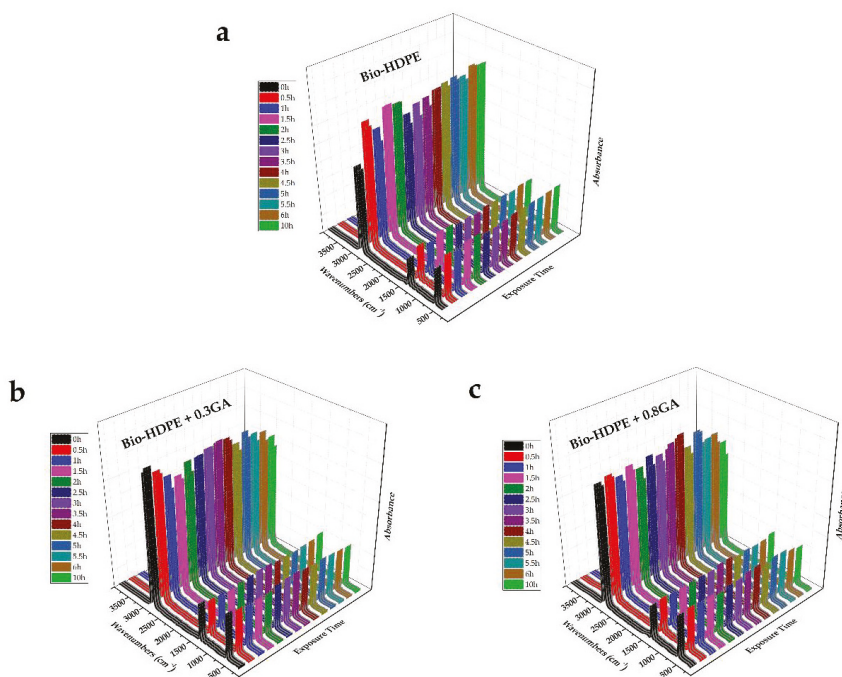 a
Bio-HDPE
0h
0.5h
1h
1.5h
2h
2.5h
3h
3.5h
4h
4.5h
5h
5.5h
6h
10h
Absorbance
3500
3000
2500
2000
1500
1000
500
Wavenumbers (cm⁻¹)
Exposure Time
b
Bio-HDPE + 0.3GA
0h
0.5h
1h
1.5h
2h
2.5h
3h
3.5h
4h
4.5h
5h
5.5h
6h
10h
Absorbance
3500
3000
2500
2000
1500
1000
500
Wavenumbers (cm⁻¹)
Exposure Time
c
Bio-HDPE + 0.8GA
0h
0.5h
1h
1.5h
2h
2.5h
3h
3.5h
4h
4.5h
5h
5.5h
6h
10h
Absorbance
3500
3000
2500
2000
1500
1000
500
Wavenumbers (cm⁻¹)
Exposure Time